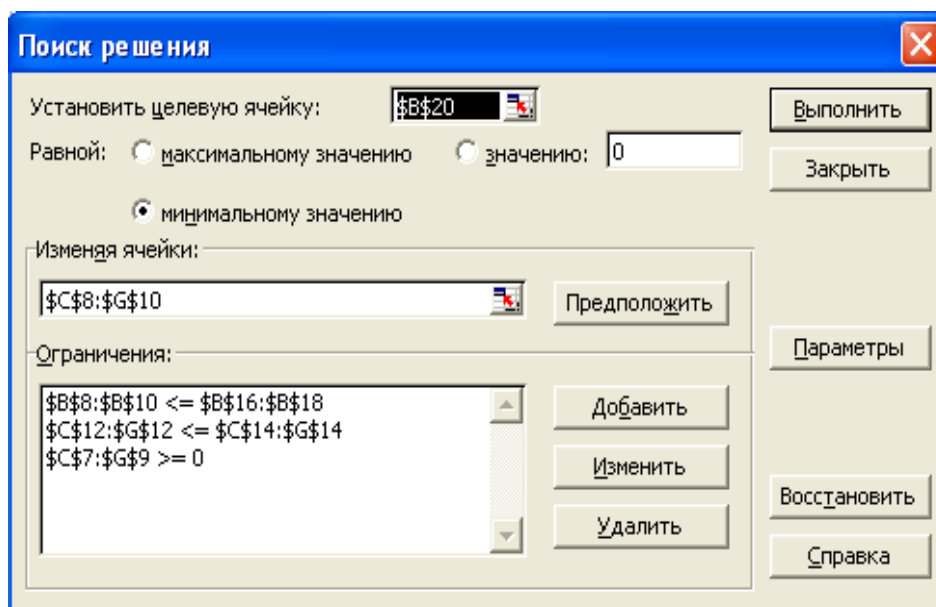 Поиск решения
Установить целевую ячейку: $B$20
Выполнить
Равной: максимальному значению значению: 0
Закрыть
минимальному значению
Изменяя ячейки:
$C$8:$G$10
Предположить
Ограничения:
Параметры
$B$8:$B$10 <= $B$16:$B$18
$C$12:$G$12 <= $C$14:$G$14
$C$7:$G$9 >= 0
Добавить
Изменить
Удалить
Восстановить
Справка